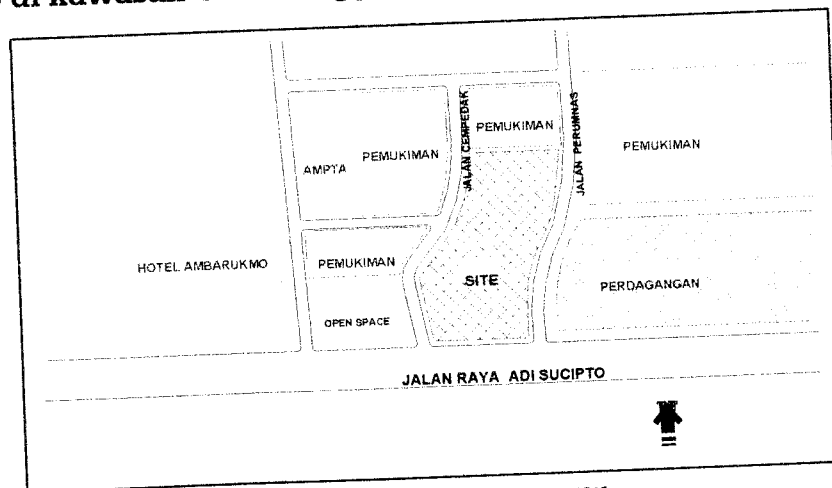 PEMUKIMAN
JALAN CEMPEDAK
JALAN PERUMNAS
AMPTA PEMUKIMAN
PEMUKIMAN
HOTEL AMBARUKMO
PEMUKIMAN
SITE
PERDAGANGAN
OPEN SPACE
JALAN RAYA ADI SUCIPTO